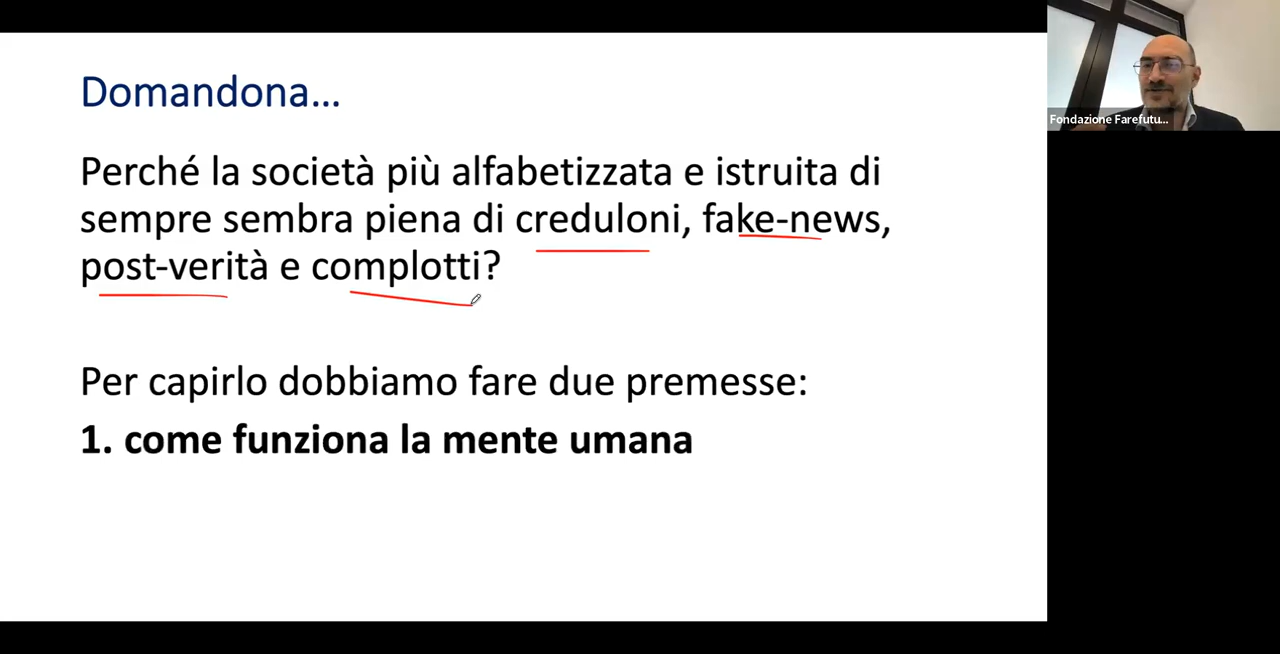 Domandona...
Perché la società più alfabetizzata e istruita di
sempre sembra piena di creduloni, fake-news,
post-verità e complotti?
Per capirlo dobbiamo fare due premesse:
1. come funziona la mente umana
Fondazione Farefutu...